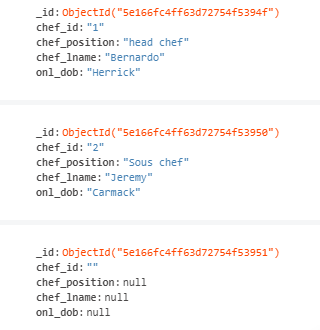 _id: ObjectId("5e166fc4ff63d72754f5394f")
chef_id: "1"
chef_position: "head chef"
chef_lname: "Bernardo"
onl_dob: "Herrick"
_id: ObjectId("5e166fc4ff63d72754f53950")
chef_id: "2"
chef_position: "Sous chef"
chef_lname: "Jeremy"
onl_dob: "Carmack"
_id: ObjectId("5e166fc4ff63d72754f53951")
chef_id: ""
chef_position: null
chef_lname: null
onl_dob: null